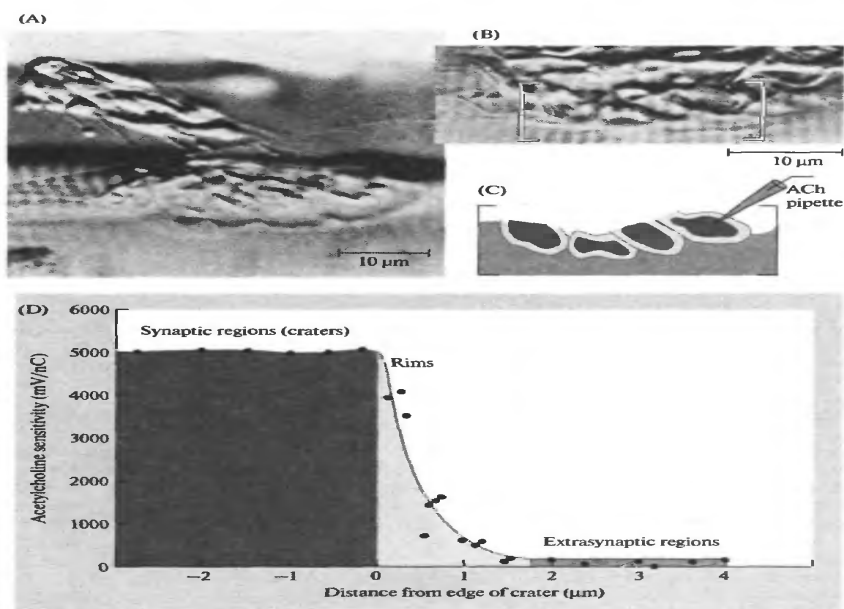 (A)
(B)
10 µm
10 µm
(C)
ACh
pipette
(D)
6000
5000
4000
3000
2000
1000
0
Acetylcholine sensitivity (mV/nC)
Synaptic regions (craters)
Rims
Extrasynaptic regions
−2
−1
0
1
2
3
4
Distance from edge of crater (µm)